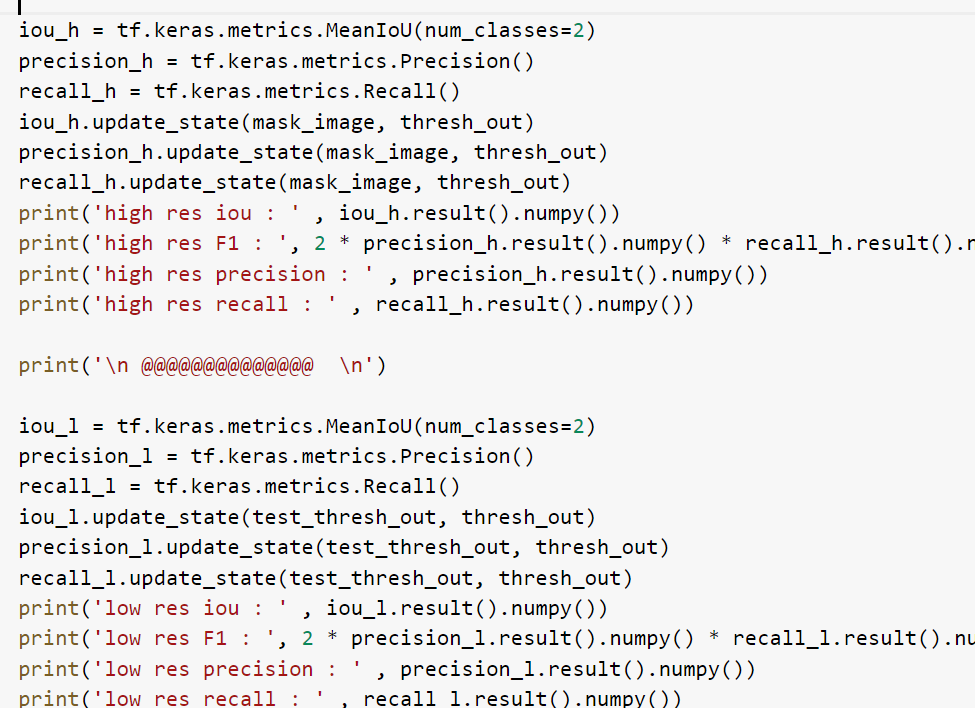 iou_h = tf.keras.metrics.MeanIoU(num_classes=2)
precision_h = tf.keras.metrics.Precision()
recall_h = tf.keras.metrics.Recall()
iou_h.update_state(mask_image, thresh_out)
precision_h.update_state(mask_image, thresh_out)
recall_h.update_state(mask_image, thresh_out)
print('high res iou : ' , iou_h.result().numpy())
print('high res F1 : ', 2 * precision_h.result().numpy() * recall_h.result().
print('high res precision : ' , precision_h.result().numpy())
print('high res recall : ' , recall_h.result().numpy())
print('\n @@@@@@@@@@@@@@  \n')
iou_l = tf.keras.metrics.MeanIoU(num_classes=2)
precision_l = tf.keras.metrics.Precision()
recall_l = tf.keras.metrics.Recall()
iou_l.update_state(test_thresh_out, thresh_out)
precision_l.update_state(test_thresh_out, thresh_out)
recall_l.update_state(test_thresh_out, thresh_out)
print('low res iou : ' , iou_l.result().numpy())
print('low res F1 : ', 2 * precision_l.result().numpy() * recall_l.result().nu
print('low res precision : ' , precision_l.result().numpy())
print('low res recall : ' , recall_l.result().numpy())